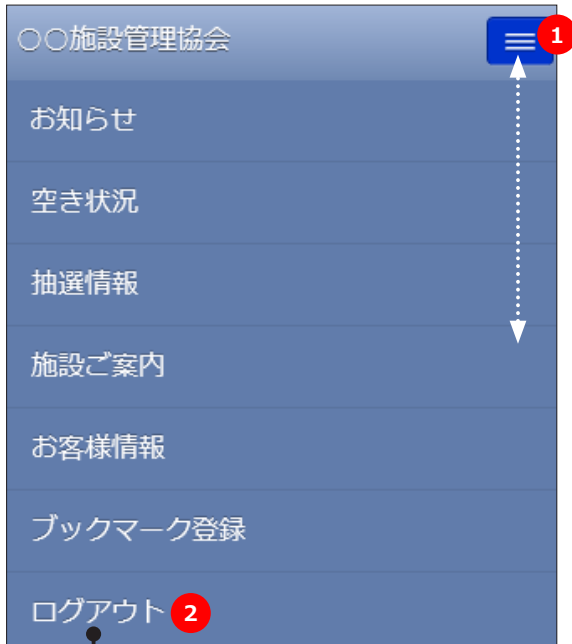 ○○施設管理協会
1
お知らせ
空き状況
抽選情報
施設ご案内
お客様情報
ブックマーク登録
ログアウト 2